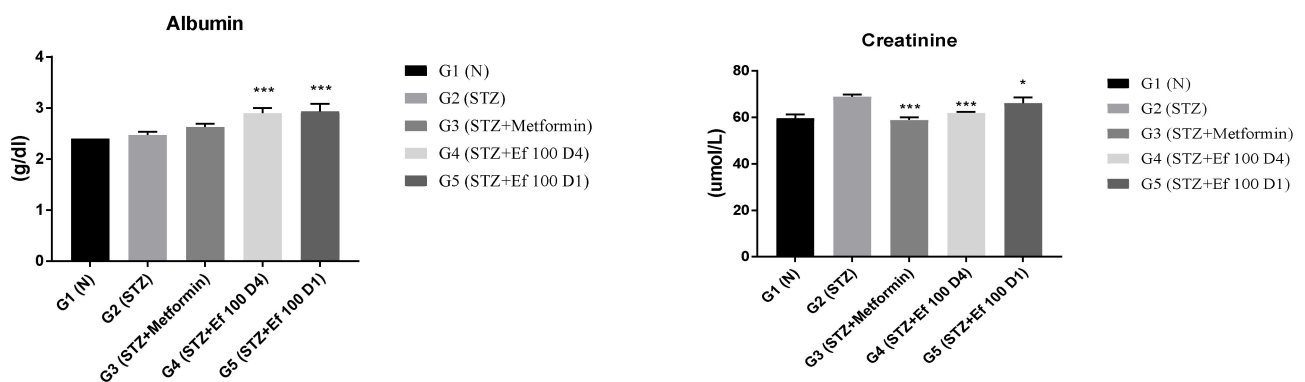 Albumin
4
3
2
1
0
(g/dl)
***
***
G1 (N)
G2 (STZ)
G3 (STZ+Metformin)
G4 (STZ+Ef 100 D4)
G5 (STZ+Ef 100 D1)
G1 (N)
G2 (STZ)
G3 (STZ+Metformin)
G4 (STZ+Ef 100 D4)
G5 (STZ+Ef 100 D1)
Creatinine
80
60
40
20
0
(umol/L)
***
***
*
G1 (N)
G2 (STZ)
G3 (STZ+Metformin)
G4 (STZ+Ef 100 D4)
G5 (STZ+Ef 100 D1)
G1 (N)
G2 (STZ)
G3 (STZ+Metformin)
G4 (STZ+Ef 100 D4)
G5 (STZ+Ef 100 D1)